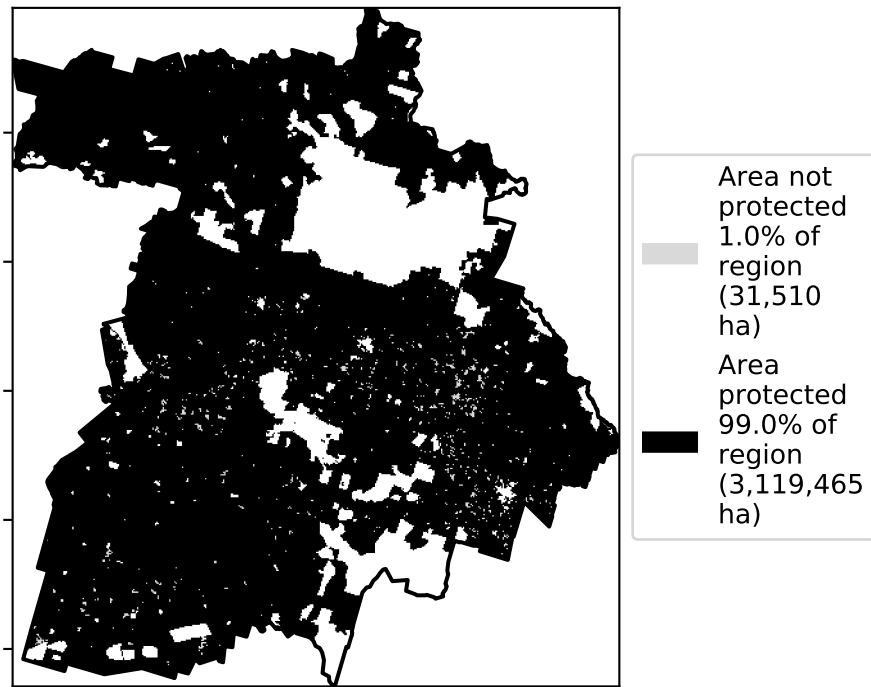 Area not
protected
1.0% of
region
(31,510
ha)
Area
protected
99.0% of
region
(3,119,465
ha)